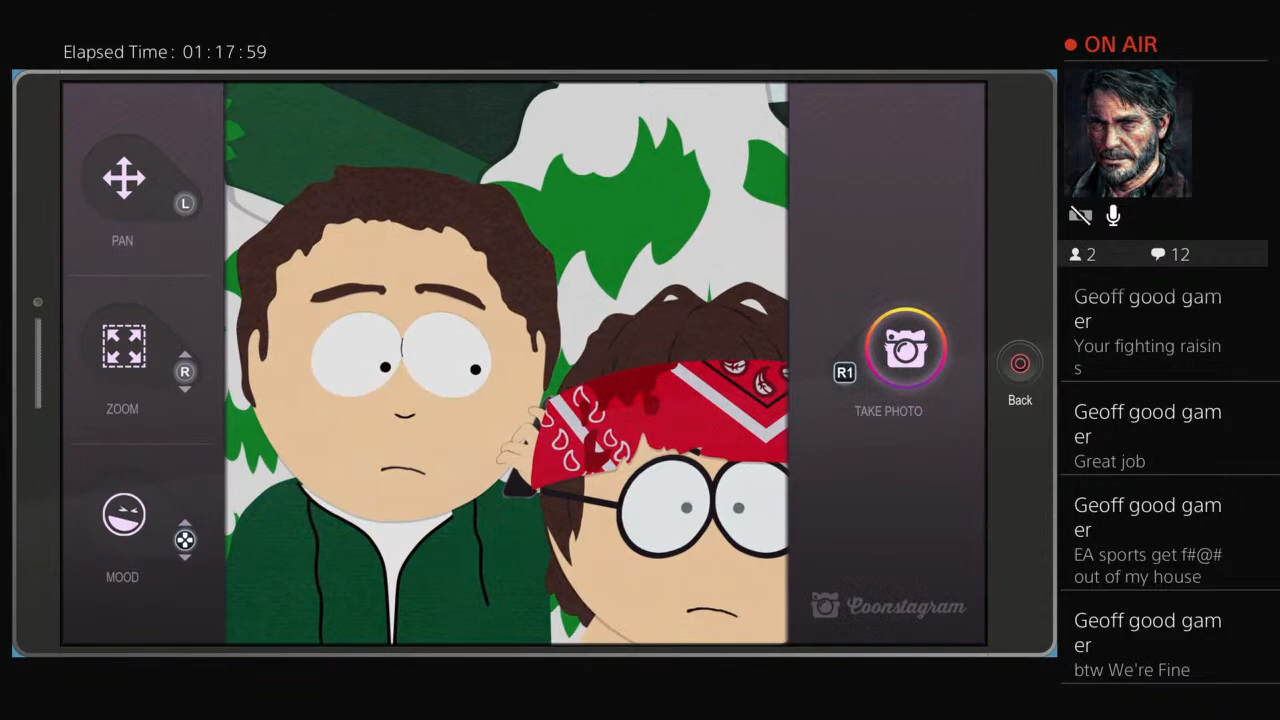 Elapsed Time: 01:17:59
ON AIR
2
12
Geoff good gam
er
Your fighting raisin
s
Geoff good gam
er
Great job
Geoff good gam
er
EA sports get f#@#
out of my house
Geoff good gam
er
btw We're Fine
L
PAN
R
ZOOM
MOOD
R1
TAKE PHOTO
Back
Coonstagram